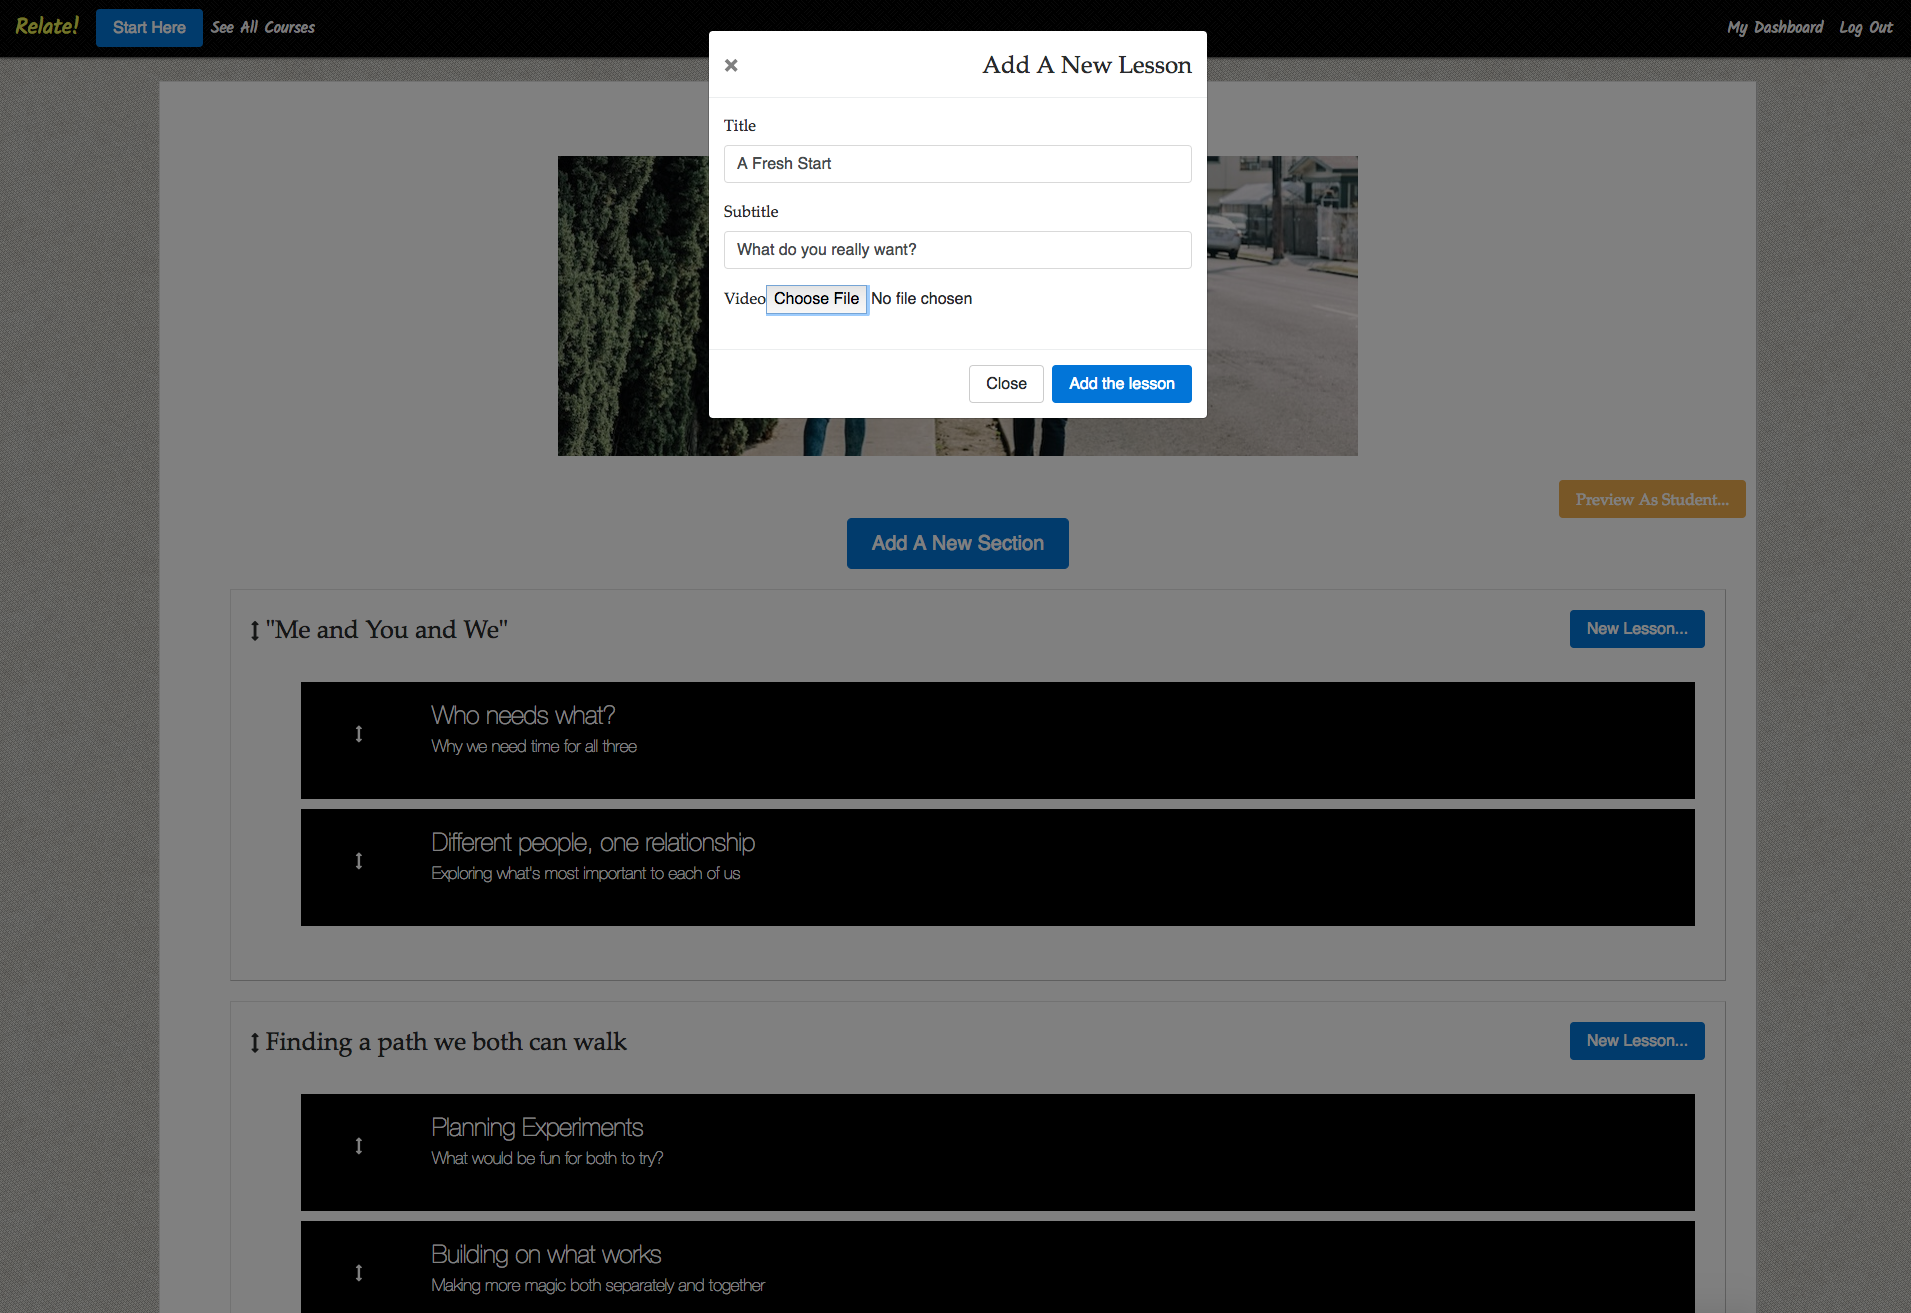 Relate! Start Here See All Courses My Dashboard Log Out
× Add A New Lesson
Title
A Fresh Start
Subtitle
What do you really want?
Video Choose File No file chosen
Close Add the lesson
Preview As Student...
Add A New Section
"Me and You and We" New Lesson...
Who needs what?
Why we need time for all three
Different people, one relationship
Exploring what's most important to each of us
Finding a path we both can walk New Lesson...
Planning Experiments
What would be fun for both to try?
Building on what works
Making more magic both separately and together